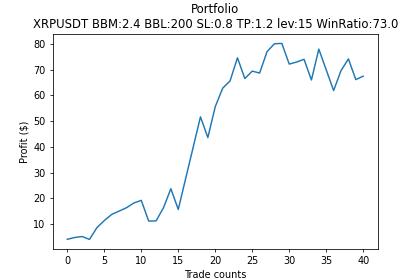 Portfolio
XRPUSDT BBM:2.4 BBL:200 SL:0.8 TP:1.2 lev:15 WinRatio:73.0
80
70
60
50
40
30
20
10
Profit ($)
0 5 10 15 20 25 30 35 40
Trade counts